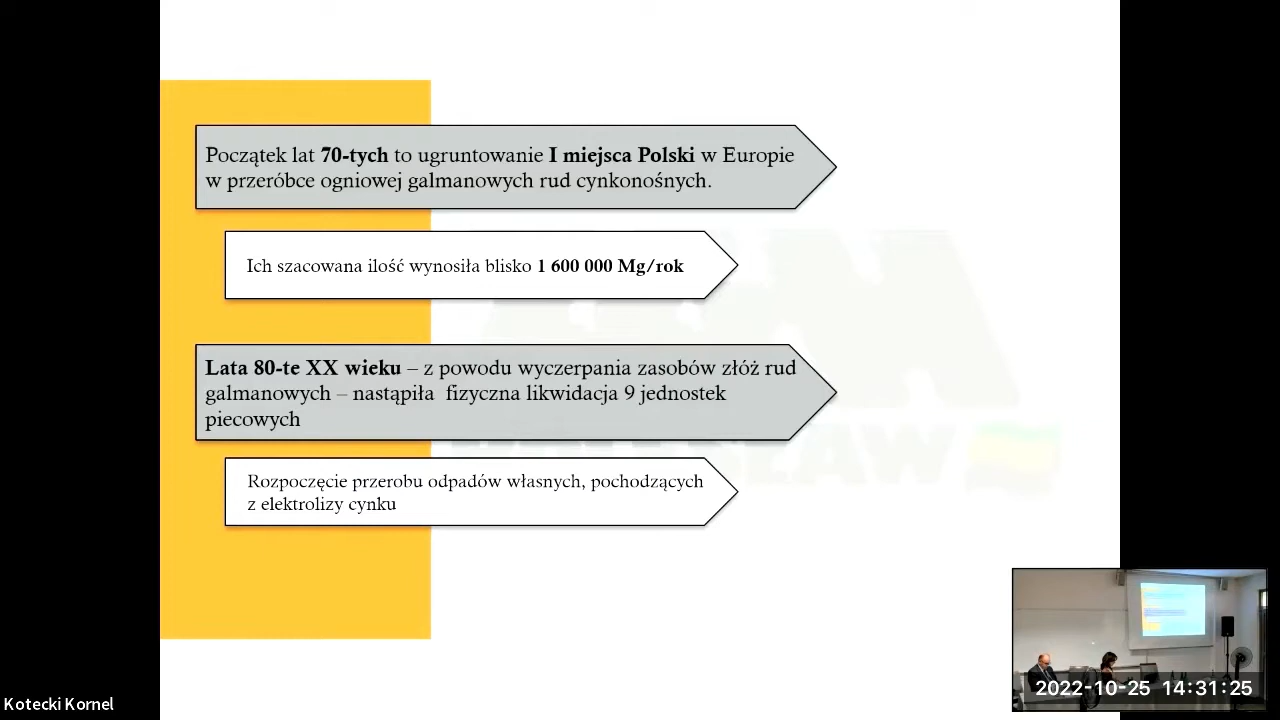 Początek lat 70-tych to ugruntowanie I miejsca Polski w Europie
w przeróbce ogniowej galmanowych rud cynkonośnych.
Ich szacowana ilość wynosiła blisko 1 600 000 Mg/rok
Lata 80-te XX wieku – z powodu wyczerpania zasobów złóż rud
galmanowych – nastąpiła fizyczna likwidacja 9 jednostek
piecowych
Rozpoczęcie przerobu odpadów własnych, pochodzących
z elektrolizy cynku
Kotecki Kornel
2022-10-25 14:31:25